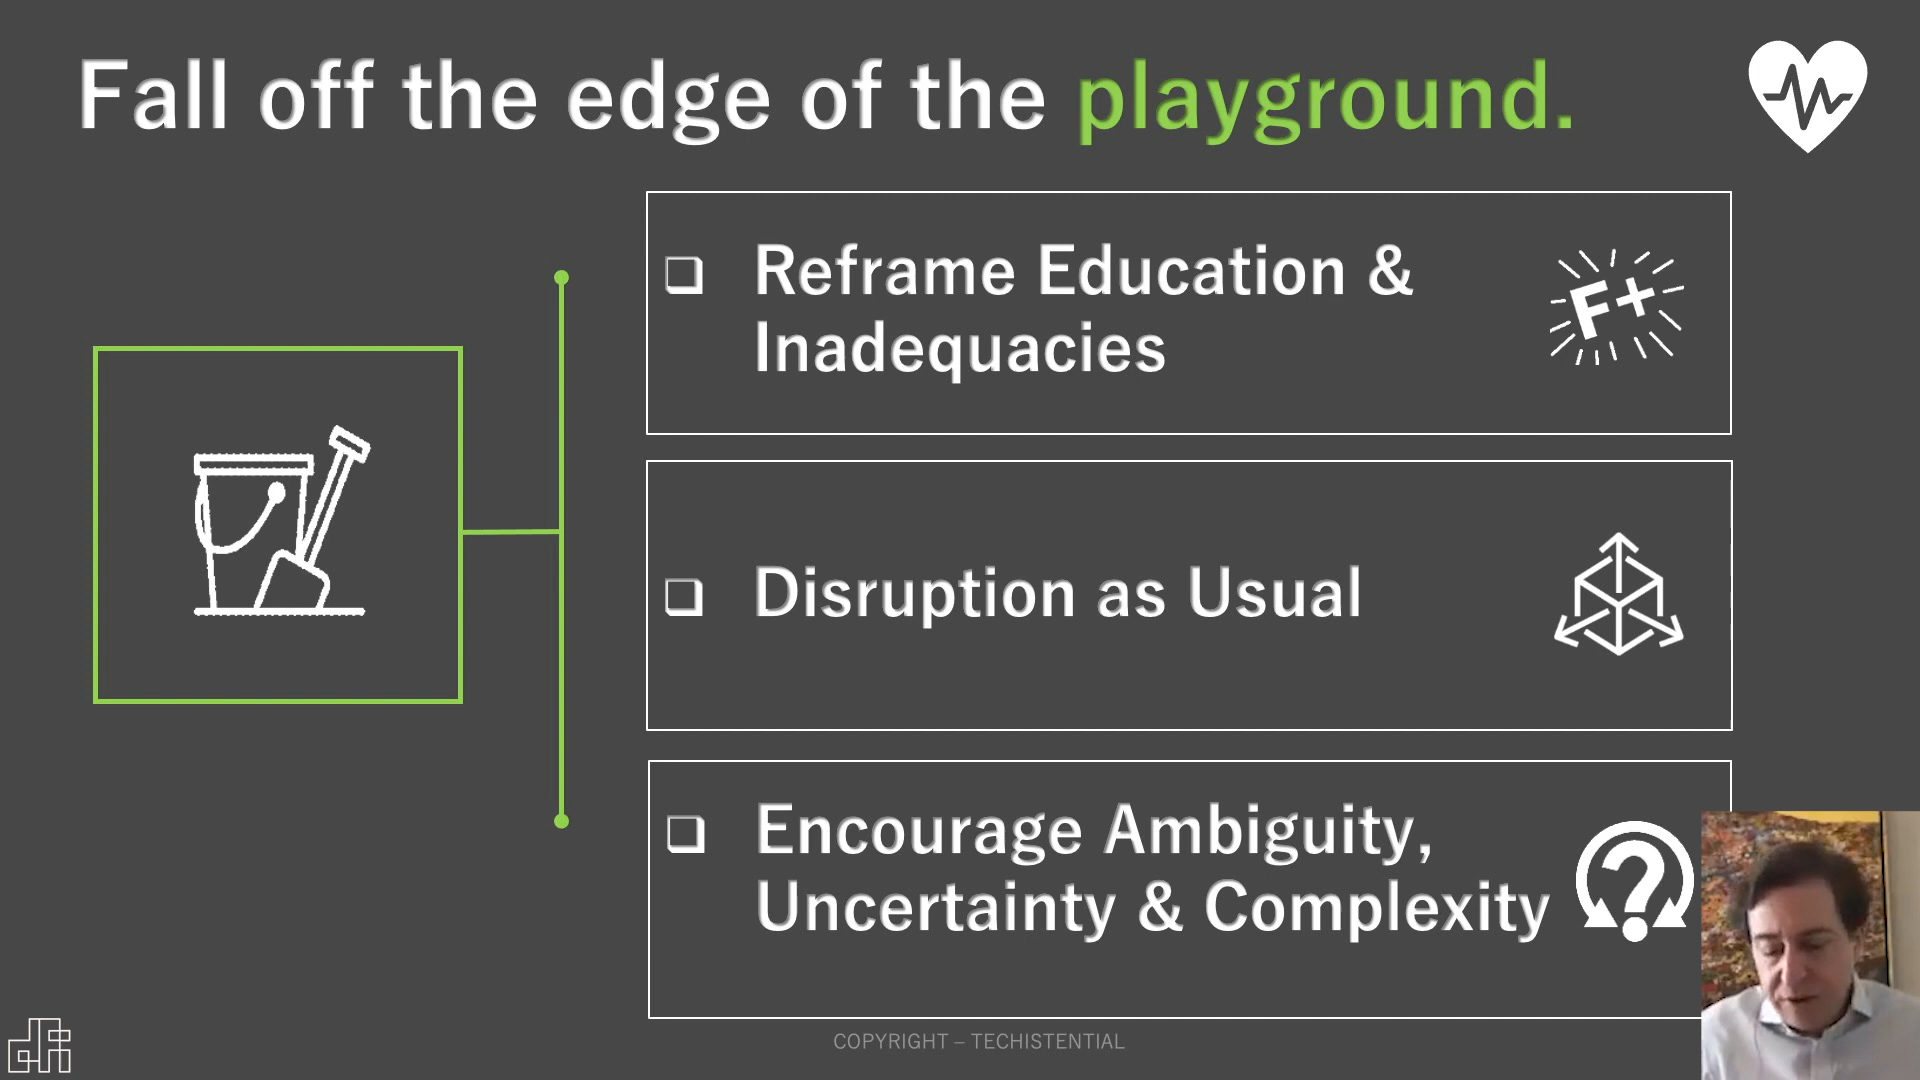 Fall off the edge of the playground.
Reframe Education &
Inadequacies
F+
Disruption as Usual
Encourage Ambiguity,
Uncertainty & Complexity
?
COPYRIGHT – TECHISTENTIAL